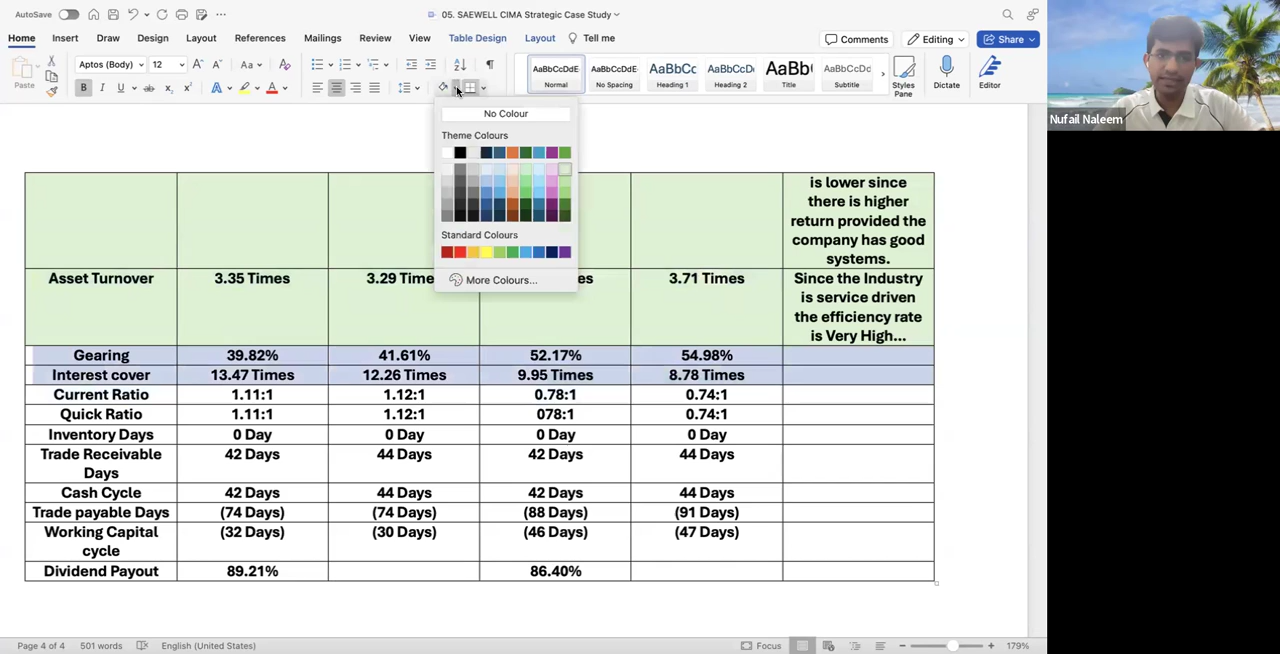 AutoSave
05. SAEWELL CIMA Strategic Case Study
Home Insert Draw Design Layout References Mailings Review View Table Design Layout Tell me
Comments Editing Share
Paste
Aptos (Body) 12
AaBbCcDdE AaBbCcDdE AaBbCc AaBbCcDd AaBb AaBbCcDd
Normal No Spacing Heading 1 Heading 2 Title Subtitle
Styles Pane
Dictate
Editor
No Colour
Theme Colours
Standard Colours
More Colours...
Nufail Naleem
is lower since
there is higher
return provided the
company has good
systems.
Asset Turnover 3.35 Times 3.29 Time es 3.71 Times
Since the Industry
is service driven
the efficiency rate
is Very High...
Gearing 39.82% 41.61% 52.17% 54.98%
Interest cover 13.47 Times 12.26 Times 9.95 Times 8.78 Times
Current Ratio 1.11:1 1.12:1 0.78:1 0.74:1
Quick Ratio 1.11:1 1.12:1 078:1 0.74:1
Inventory Days 0 Day 0 Day 0 Day 0 Day
Trade Receivable Days 42 Days 44 Days 42 Days 44 Days
Cash Cycle 42 Days 44 Days 42 Days 44 Days
Trade payable Days (74 Days) (74 Days) (88 Days) (91 Days)
Working Capital cycle (32 Days) (30 Days) (46 Days) (47 Days)
Dividend Payout 89.21% 86.40%
Page 4 of 4 501 words English (United States) Focus 179%